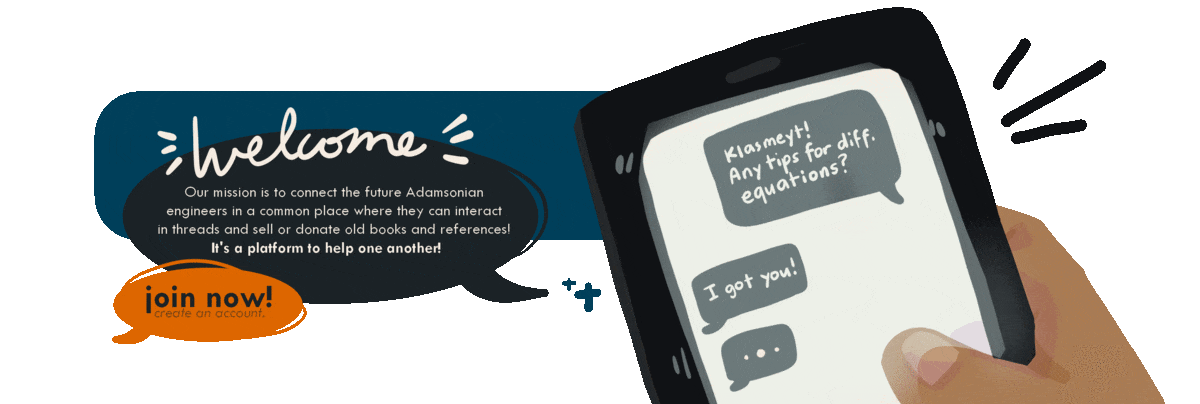 welcome
Our mission is to connect the future Adamsonian
engineers in a common place where they can interact
in threads and sell or donate old books and references!
It's a platform to help one another!
join now!
create an account.
Klasmeyt!
Any tips for diff.
equations?
I got you!